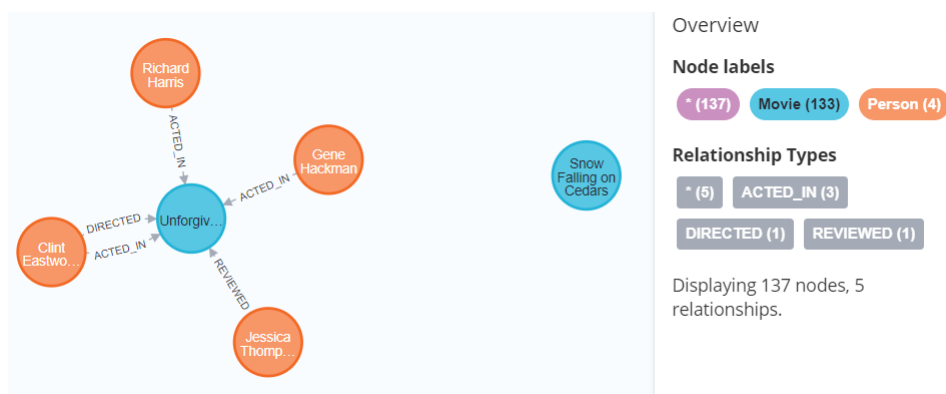 Richard
Harris
ACTED_IN
Gene
Hackman
ACTED_IN
Snow
Falling on
Cedars
DIRECTED
Unforgiv...
Clint
Eastwo...
ACTED_IN
REVIEWED
Jessica
Thomp...
Overview
Node labels
* (137) Movie (133) Person (4)
Relationship Types
* (5) ACTED_IN (3)
DIRECTED (1) REVIEWED (1)
Displaying 137 nodes, 5
relationships.